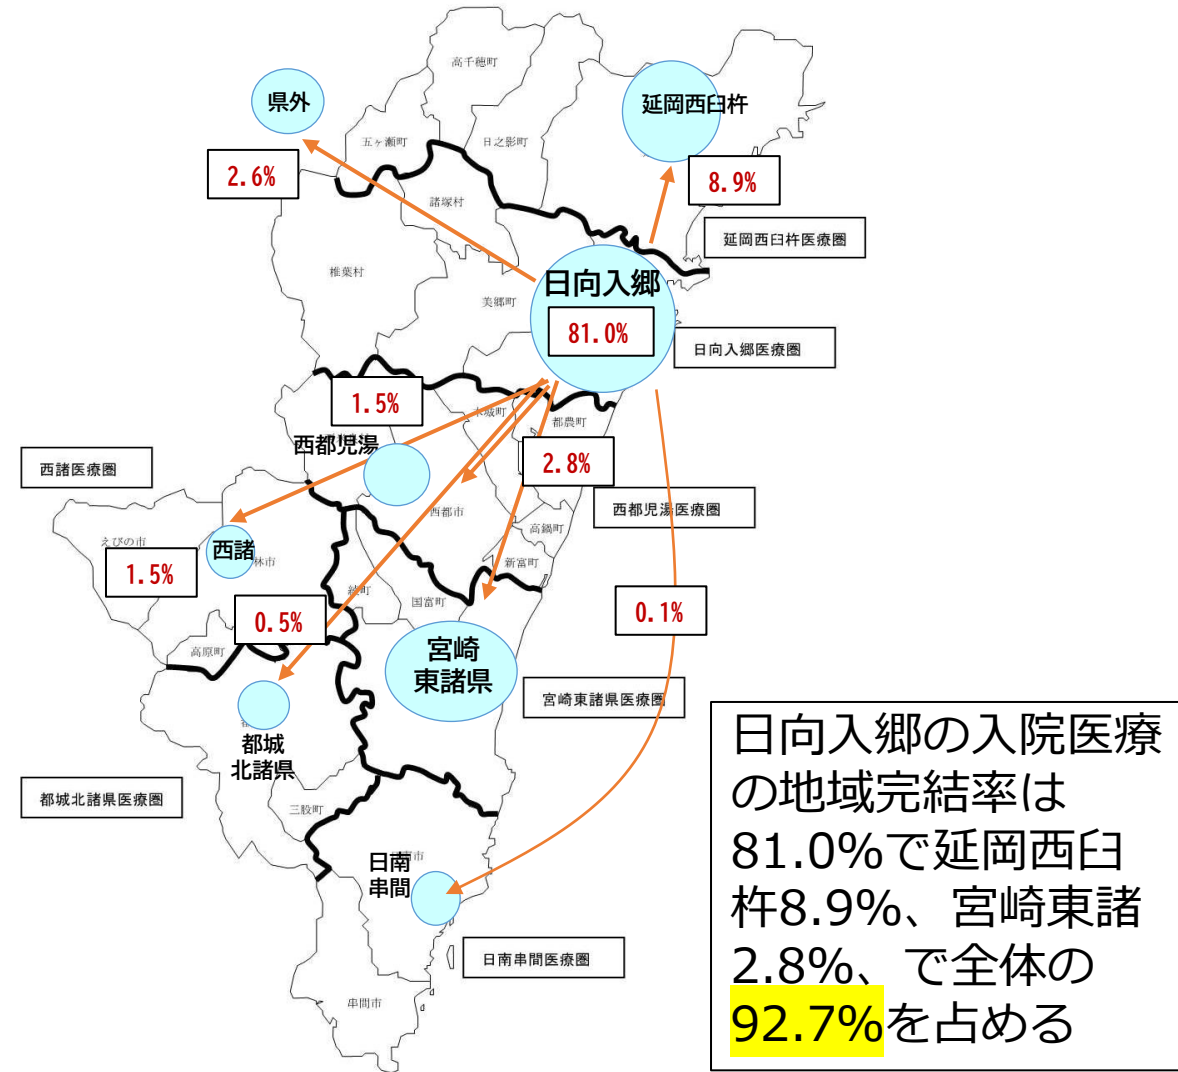 高千穂町
県外
延岡西臼杵
五ヶ瀬町
日之影町
2.6%
8.9%
諸塚村
延岡西臼杵医療圏
椎葉村
日向入郷
美郷町
81.0%
日向入郷医療圏
1.5%
木城町
都農町
西都児湯
2.8%
西諸医療圏
西都市
西都児湯医療圏
高鍋町
えびの市
西諸
林市
新富町
1.5%
綾町
国富町
0.5%
0.1%
高原町
宮崎
東諸県
宮崎東諸県医療圏
都城
北諸県
都城北諸県医療圏
三股町
日南
市
串間
日南串間医療圏
串間市
日向入郷の入院医療
の地域完結率は
81.0%で延岡西臼
杵8.9%、宮崎東諸
2.8%、で全体の
92.7%を占める